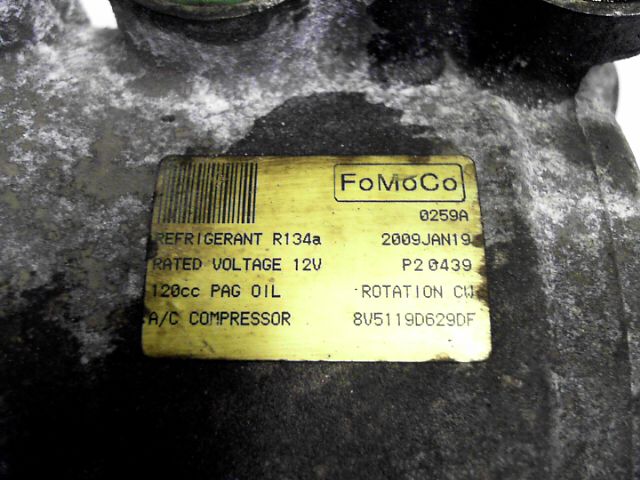 FoMoCo
0259A
REFRIGERANT R134a 2009JAN19
RATED VOLTAGE 12V P20439
120cc PAG OIL ROTATION CW
A/C COMPRESSOR 8V5119D629DF